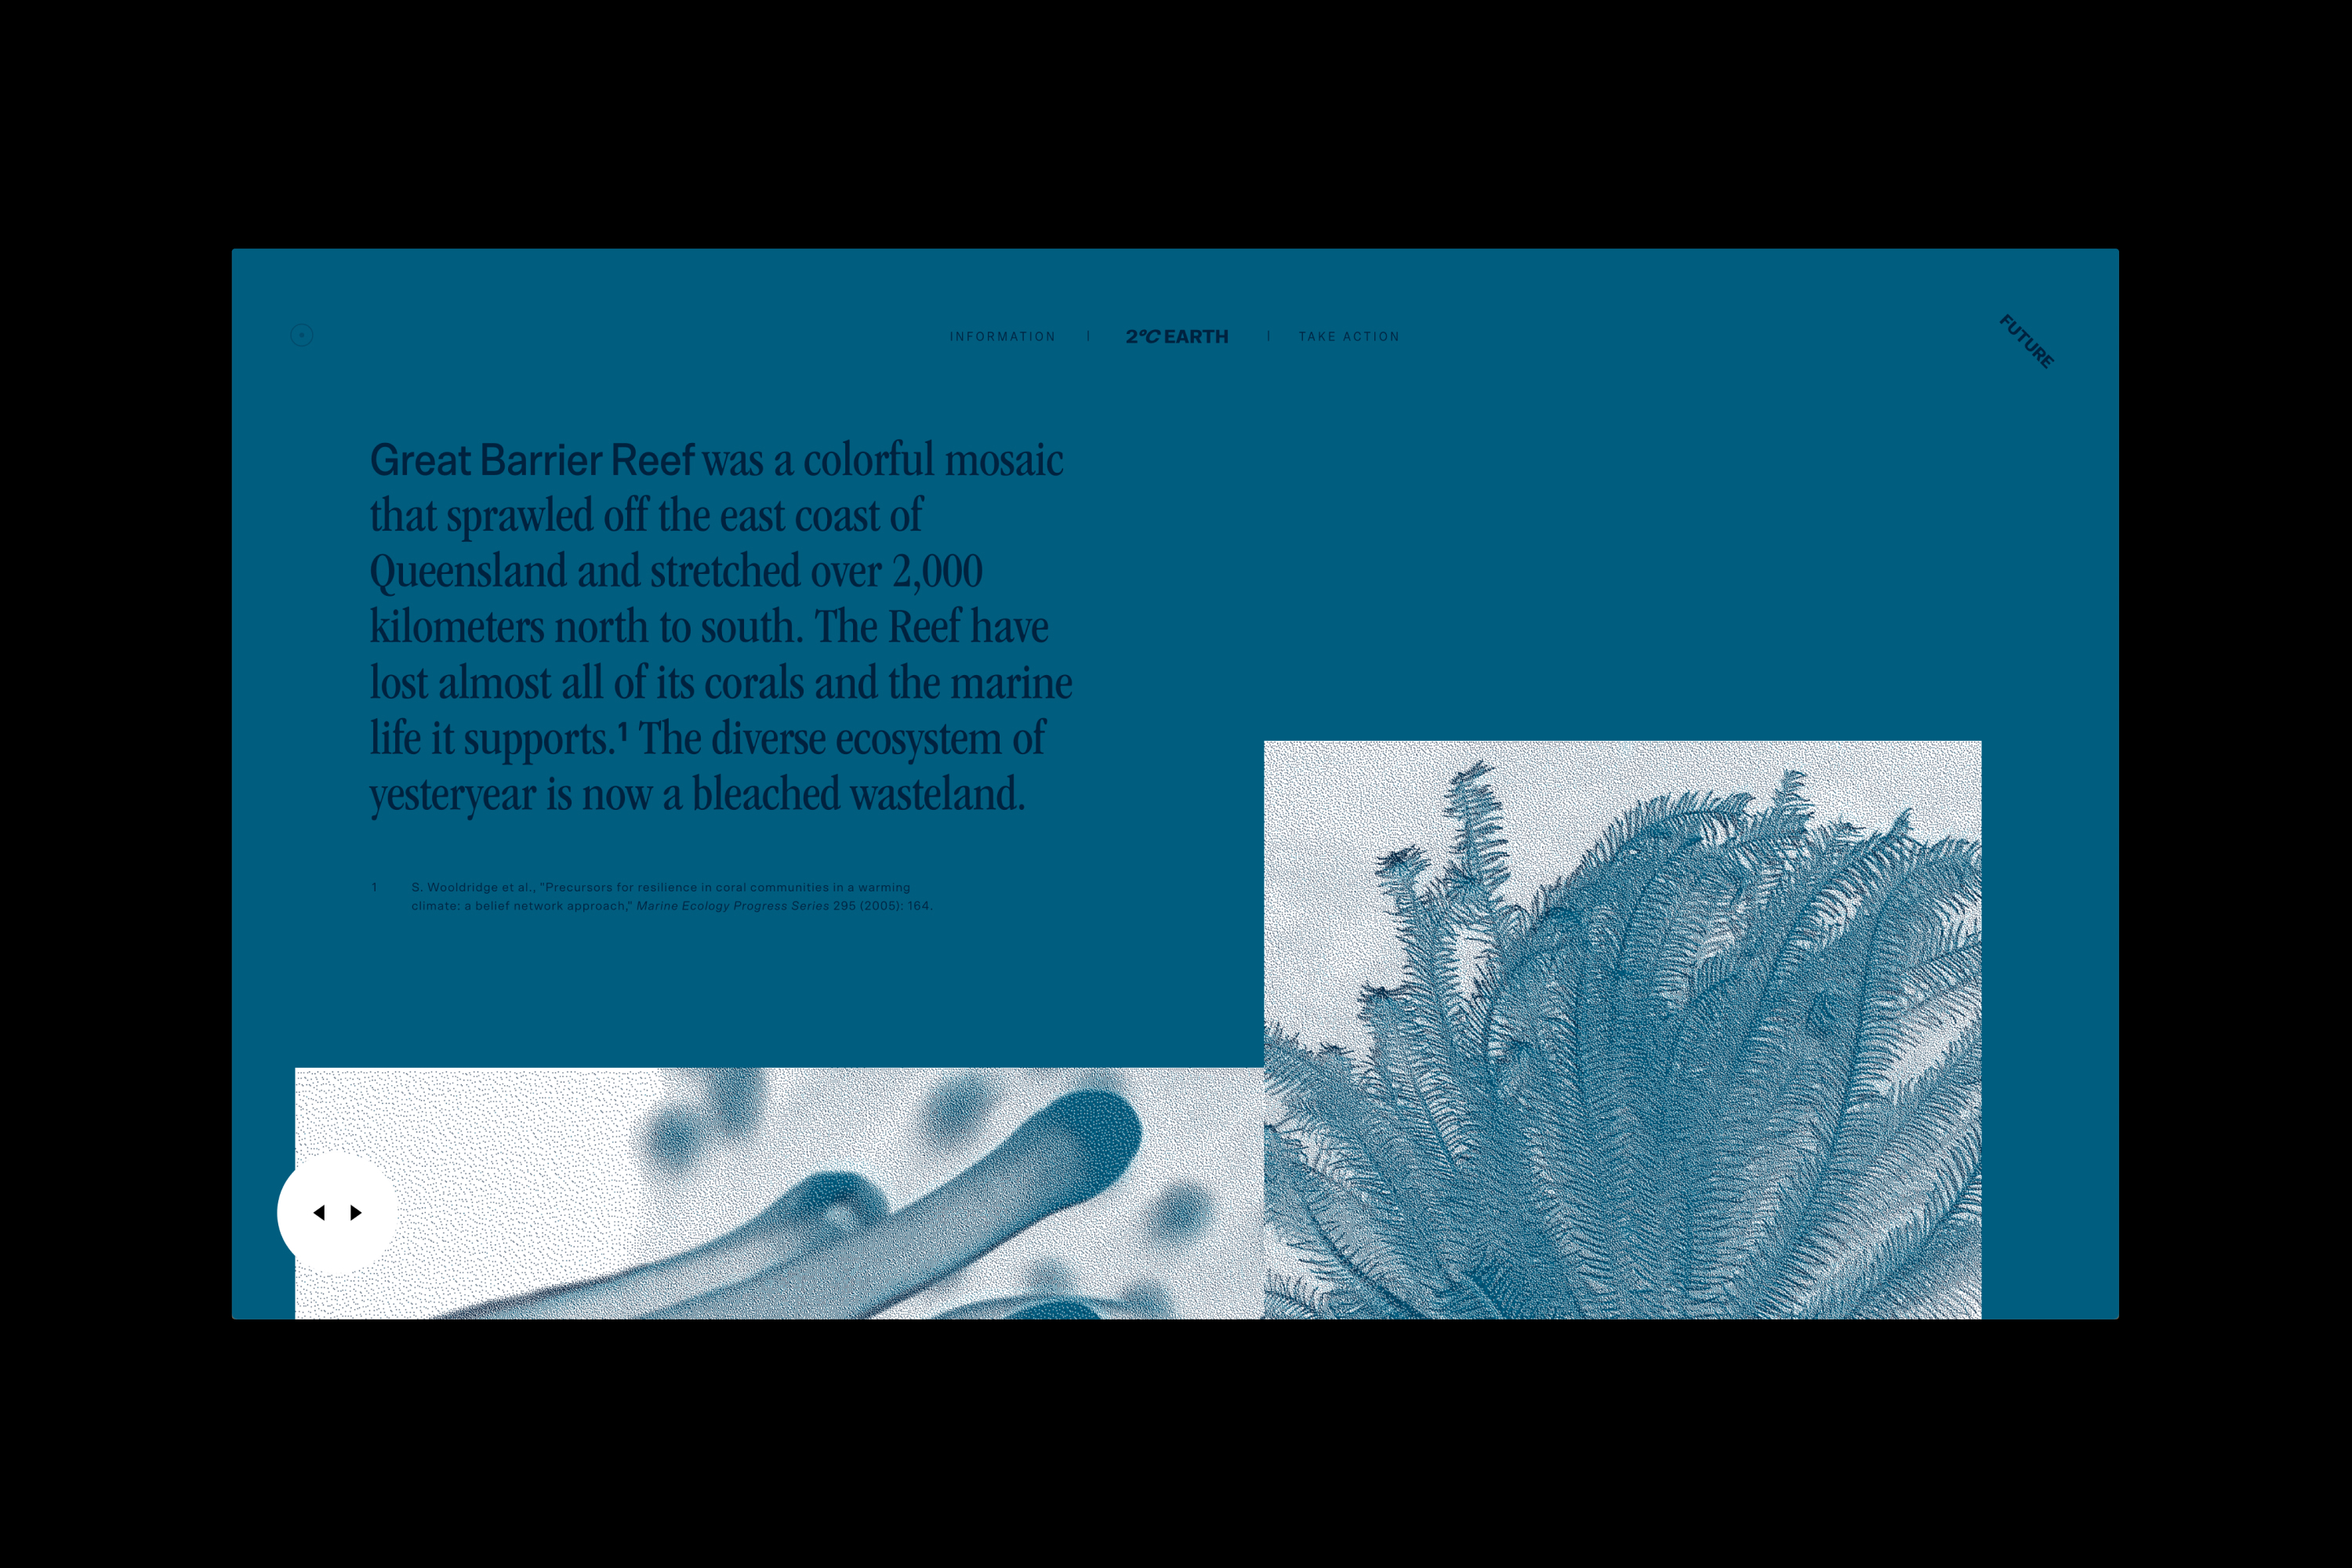 INFORMATION | 2°C EARTH | TAKE ACTION
FUTURE
Great Barrier Reef was a colorful mosaic
that sprawled off the east coast of
Queensland and stretched over 2,000
kilometers north to south. The Reef have
lost almost all of its corals and the marine
life it supports.¹ The diverse ecosystem of
yesteryear is now a bleached wasteland.
1 S. Wooldridge et al., “Precursors for resilience in coral communities in a warming
climate: a belief network approach,” Marine Ecology Progress Series 295 (2005): 164.